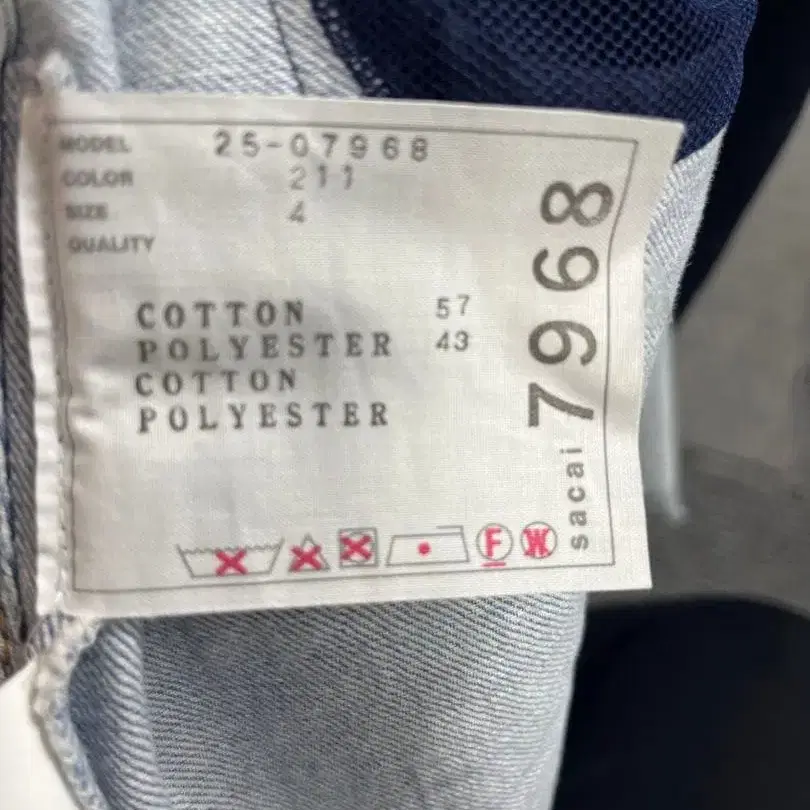 MODEL 25-07968
COLOR 211
SIZE 4
QUALITY
COTTON 57
POLYESTER 43
COTTON
POLYESTER
sacai 7968
F
W